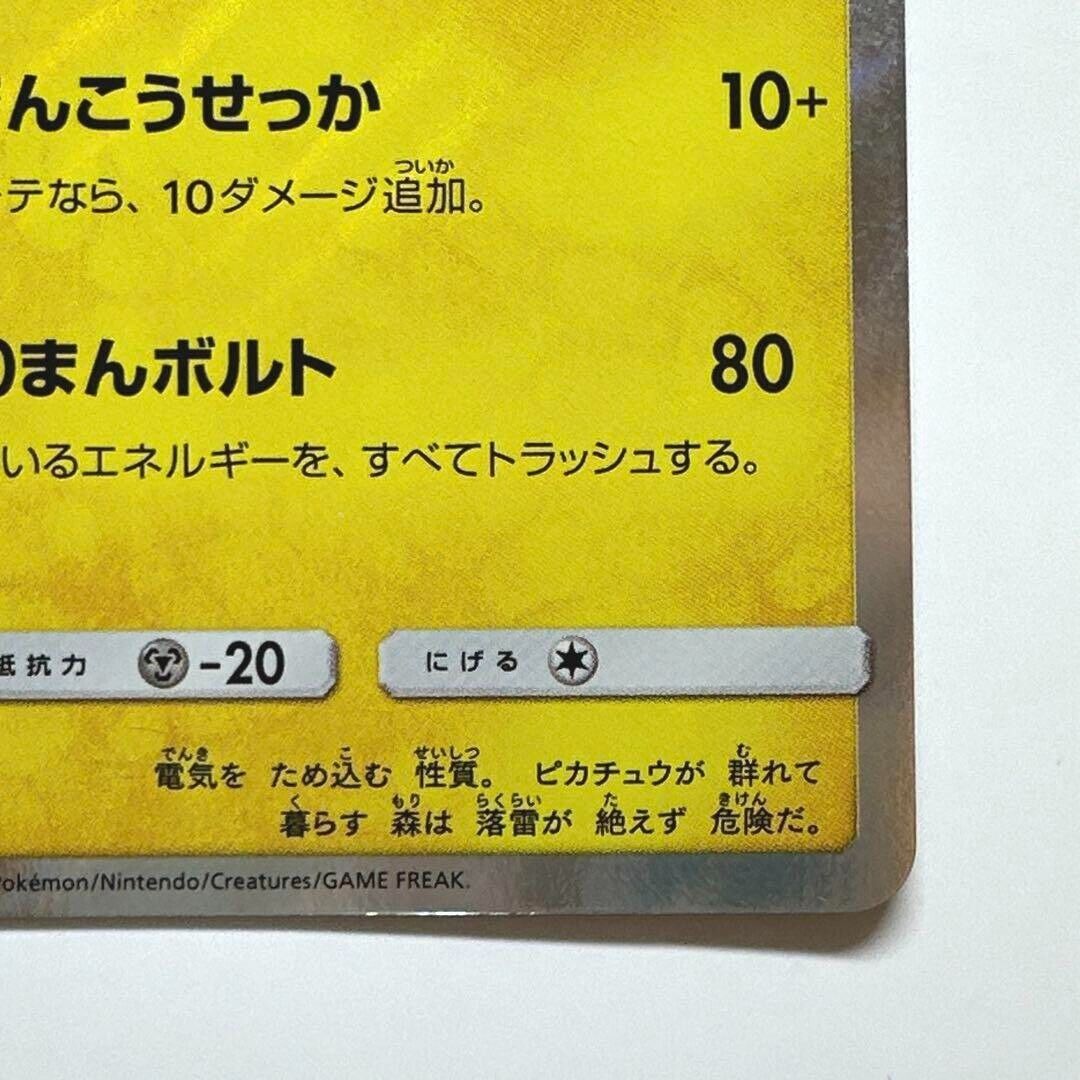 んこうせっか 10+
テなら、10ダメージ追加。
ついか
まんボルト 80
いるエネルギーを、すべてトラッシュする。
抵抗力 -20 にげる
でんき こ せいしつ む
電気を ため込む 性質。 ピカチュウが 群れて
く もり らくらい た きけん
暮らす 森は 落雷が 絶えず 危険だ。
Pokémon/Nintendo/Creatures/GAME FREAK.